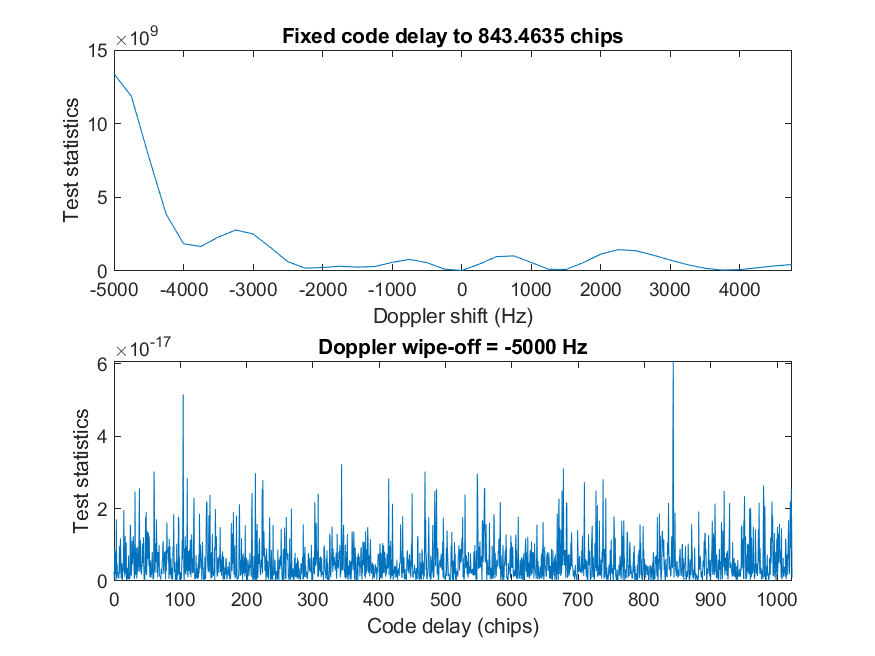 ×10^9
Fixed code delay to 843.4635 chips
Test statistics
15
10
5
0
-5000 -4000 -3000 -2000 -1000 0 1000 2000 3000 4000
Doppler shift (Hz)
×10^-17
Doppler wipe-off = -5000 Hz
Test statistics
6
4
2
0
0 100 200 300 400 500 600 700 800 900 1000
Code delay (chips)